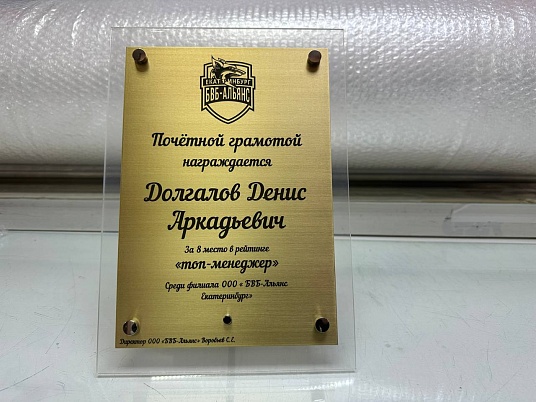 ЕКАТЕРИНБУРГ
БВБ-АЛЬЯНС
Почётной грамотой
награждается
Долгалов Денис
Аркадьевич
За 8 место в рейтинге
«топ-менеджер»
Среди филиала ООО « БВБ-Альянс
Екатеринбург»
Директор ООО «БВБ-Альянс» Воробьев С.Е.